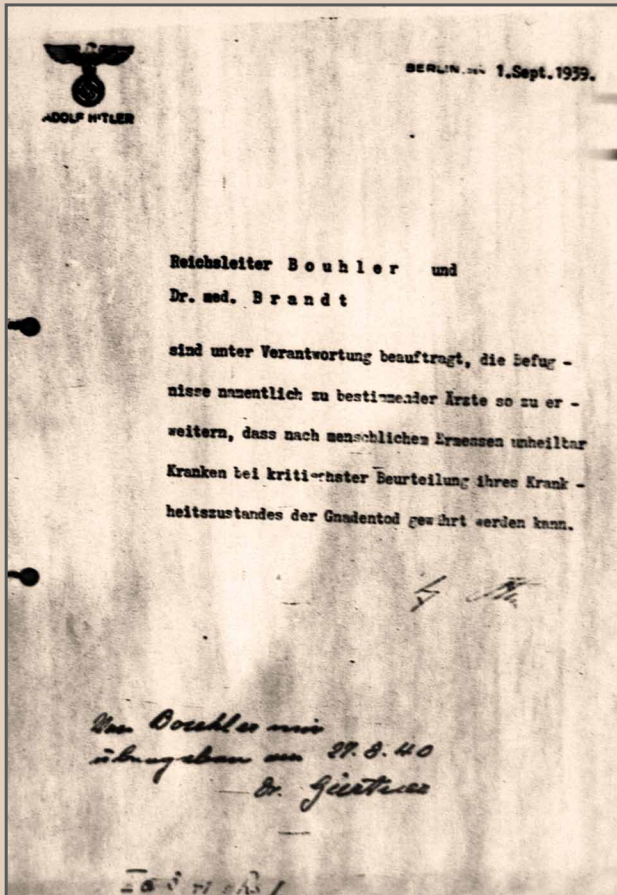 ADOLF HITLER
BERLIN, den 1.Sept.1939.
Reichsleiter B o u h l e r und
Dr. med. B r a n d t
sind unter Verantwortung beauftragt, die Befug -
nisse namentlich zu bestimmender Ärzte so zu er -
weitern, dass nach menschlichem Ermessen unheilbar
Kranken bei kritischster Beurteilung ihres Krank -
heitszustandes der Gnadentod gewährt werden kann.
Von Bouhler mir
übergeben am 27.8.40
Dr. Gürtner